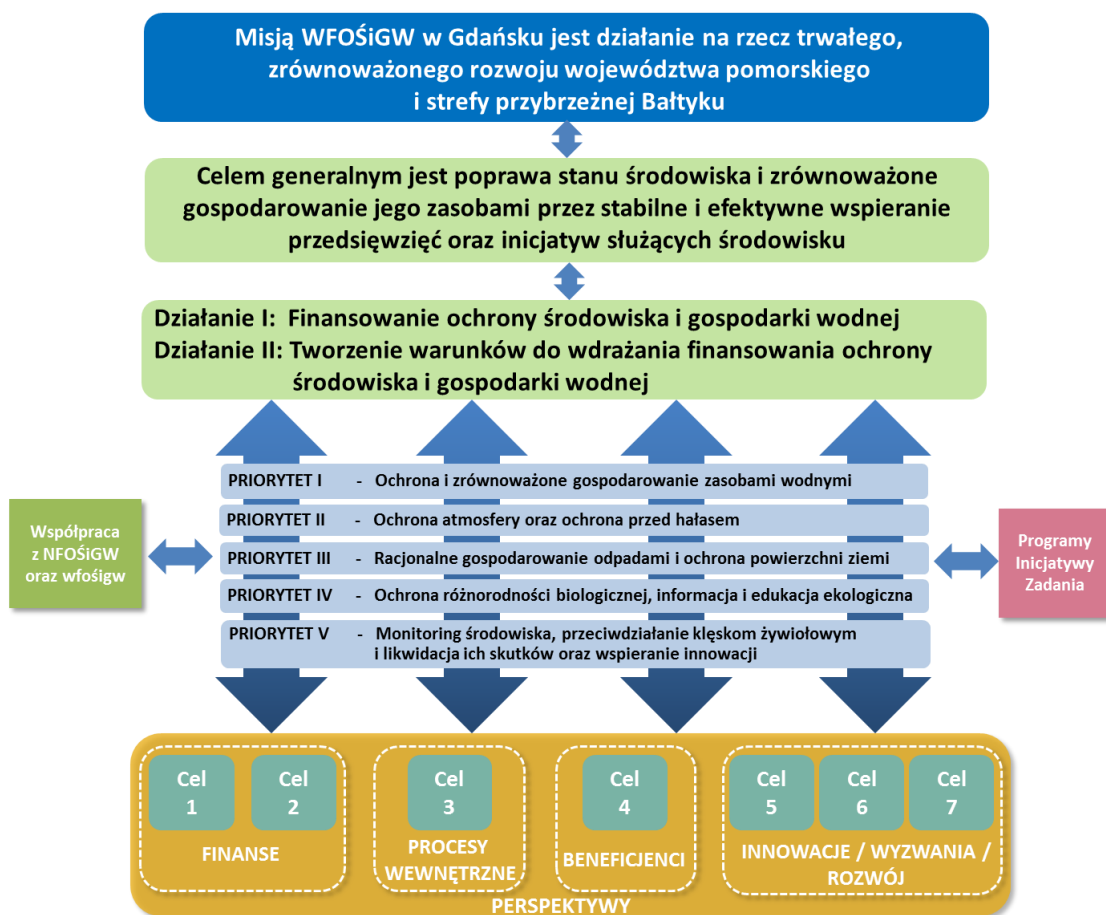 Misją WFOŚiGW w Gdańsku jest działanie na rzecz trwałego,
zrównoważonego rozwoju województwa pomorskiego
i strefy przybrzeżnej Bałtyku
Celem generalnym jest poprawa stanu środowiska i zrównoważone
gospodarowanie jego zasobami przez stabilne i efektywne wspieranie
przedsięwzięć oraz inicjatyw służących środowisku
Działanie I: Finansowanie ochrony środowiska i gospodarki wodnej
Działanie II: Tworzenie warunków do wdrażania finansowania ochrony
środowiska i gospodarki wodnej
PRIORYTET I - Ochrona i zrównoważone gospodarowanie zasobami wodnymi
PRIORYTET II - Ochrona atmosfery oraz ochrona przed hałasem
PRIORYTET III - Racjonalne gospodarowanie odpadami i ochrona powierzchni ziemi
PRIORYTET IV - Ochrona różnorodności biologicznej, informacja i edukacja ekologiczna
PRIORYTET V - Monitoring środowiska, przeciwdziałanie klęskom żywiołowym
i likwidacja ich skutków oraz wspieranie innowacji
Współpraca
z NFOŚiGW
oraz wfośigw
Programy
Inicjatywy
Zadania
Cel
1
Cel
2
FINANSE
Cel
3
PROCESY
WEWNĘTRZNE
Cel
4
BENEFICJENCI
Cel
5
Cel
6
Cel
7
INNOWACJE / WYZWANIA /
ROZWÓJ
PERSPEKTYWY